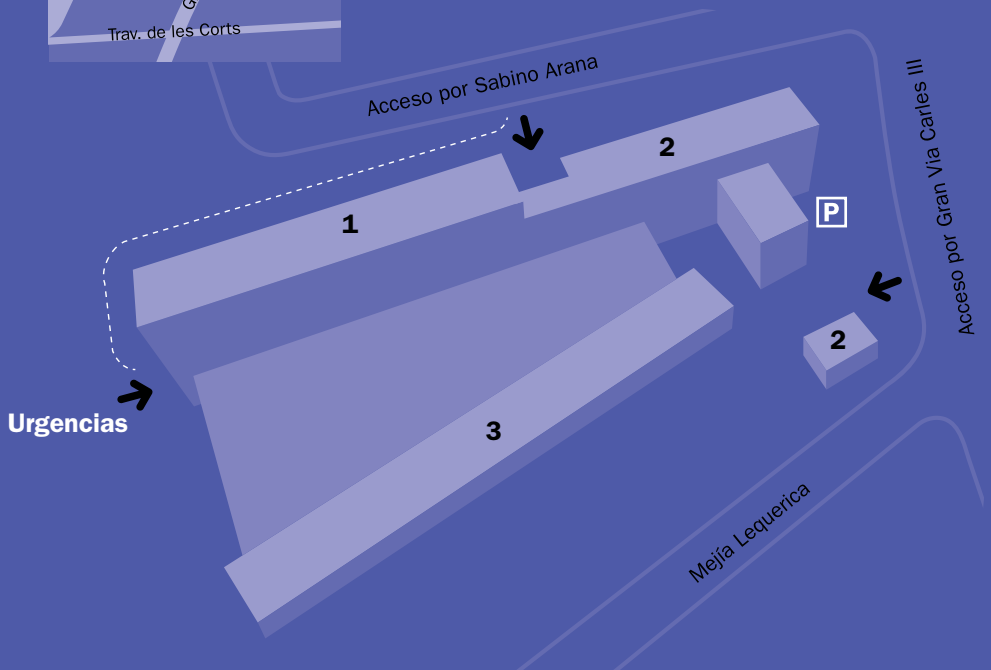 G
Trav. de les Corts
Acceso por Sabino Arana
2
1
P
Acceso por Gran Via Carles III
2
Urgencias
3
Mejía Lequerica